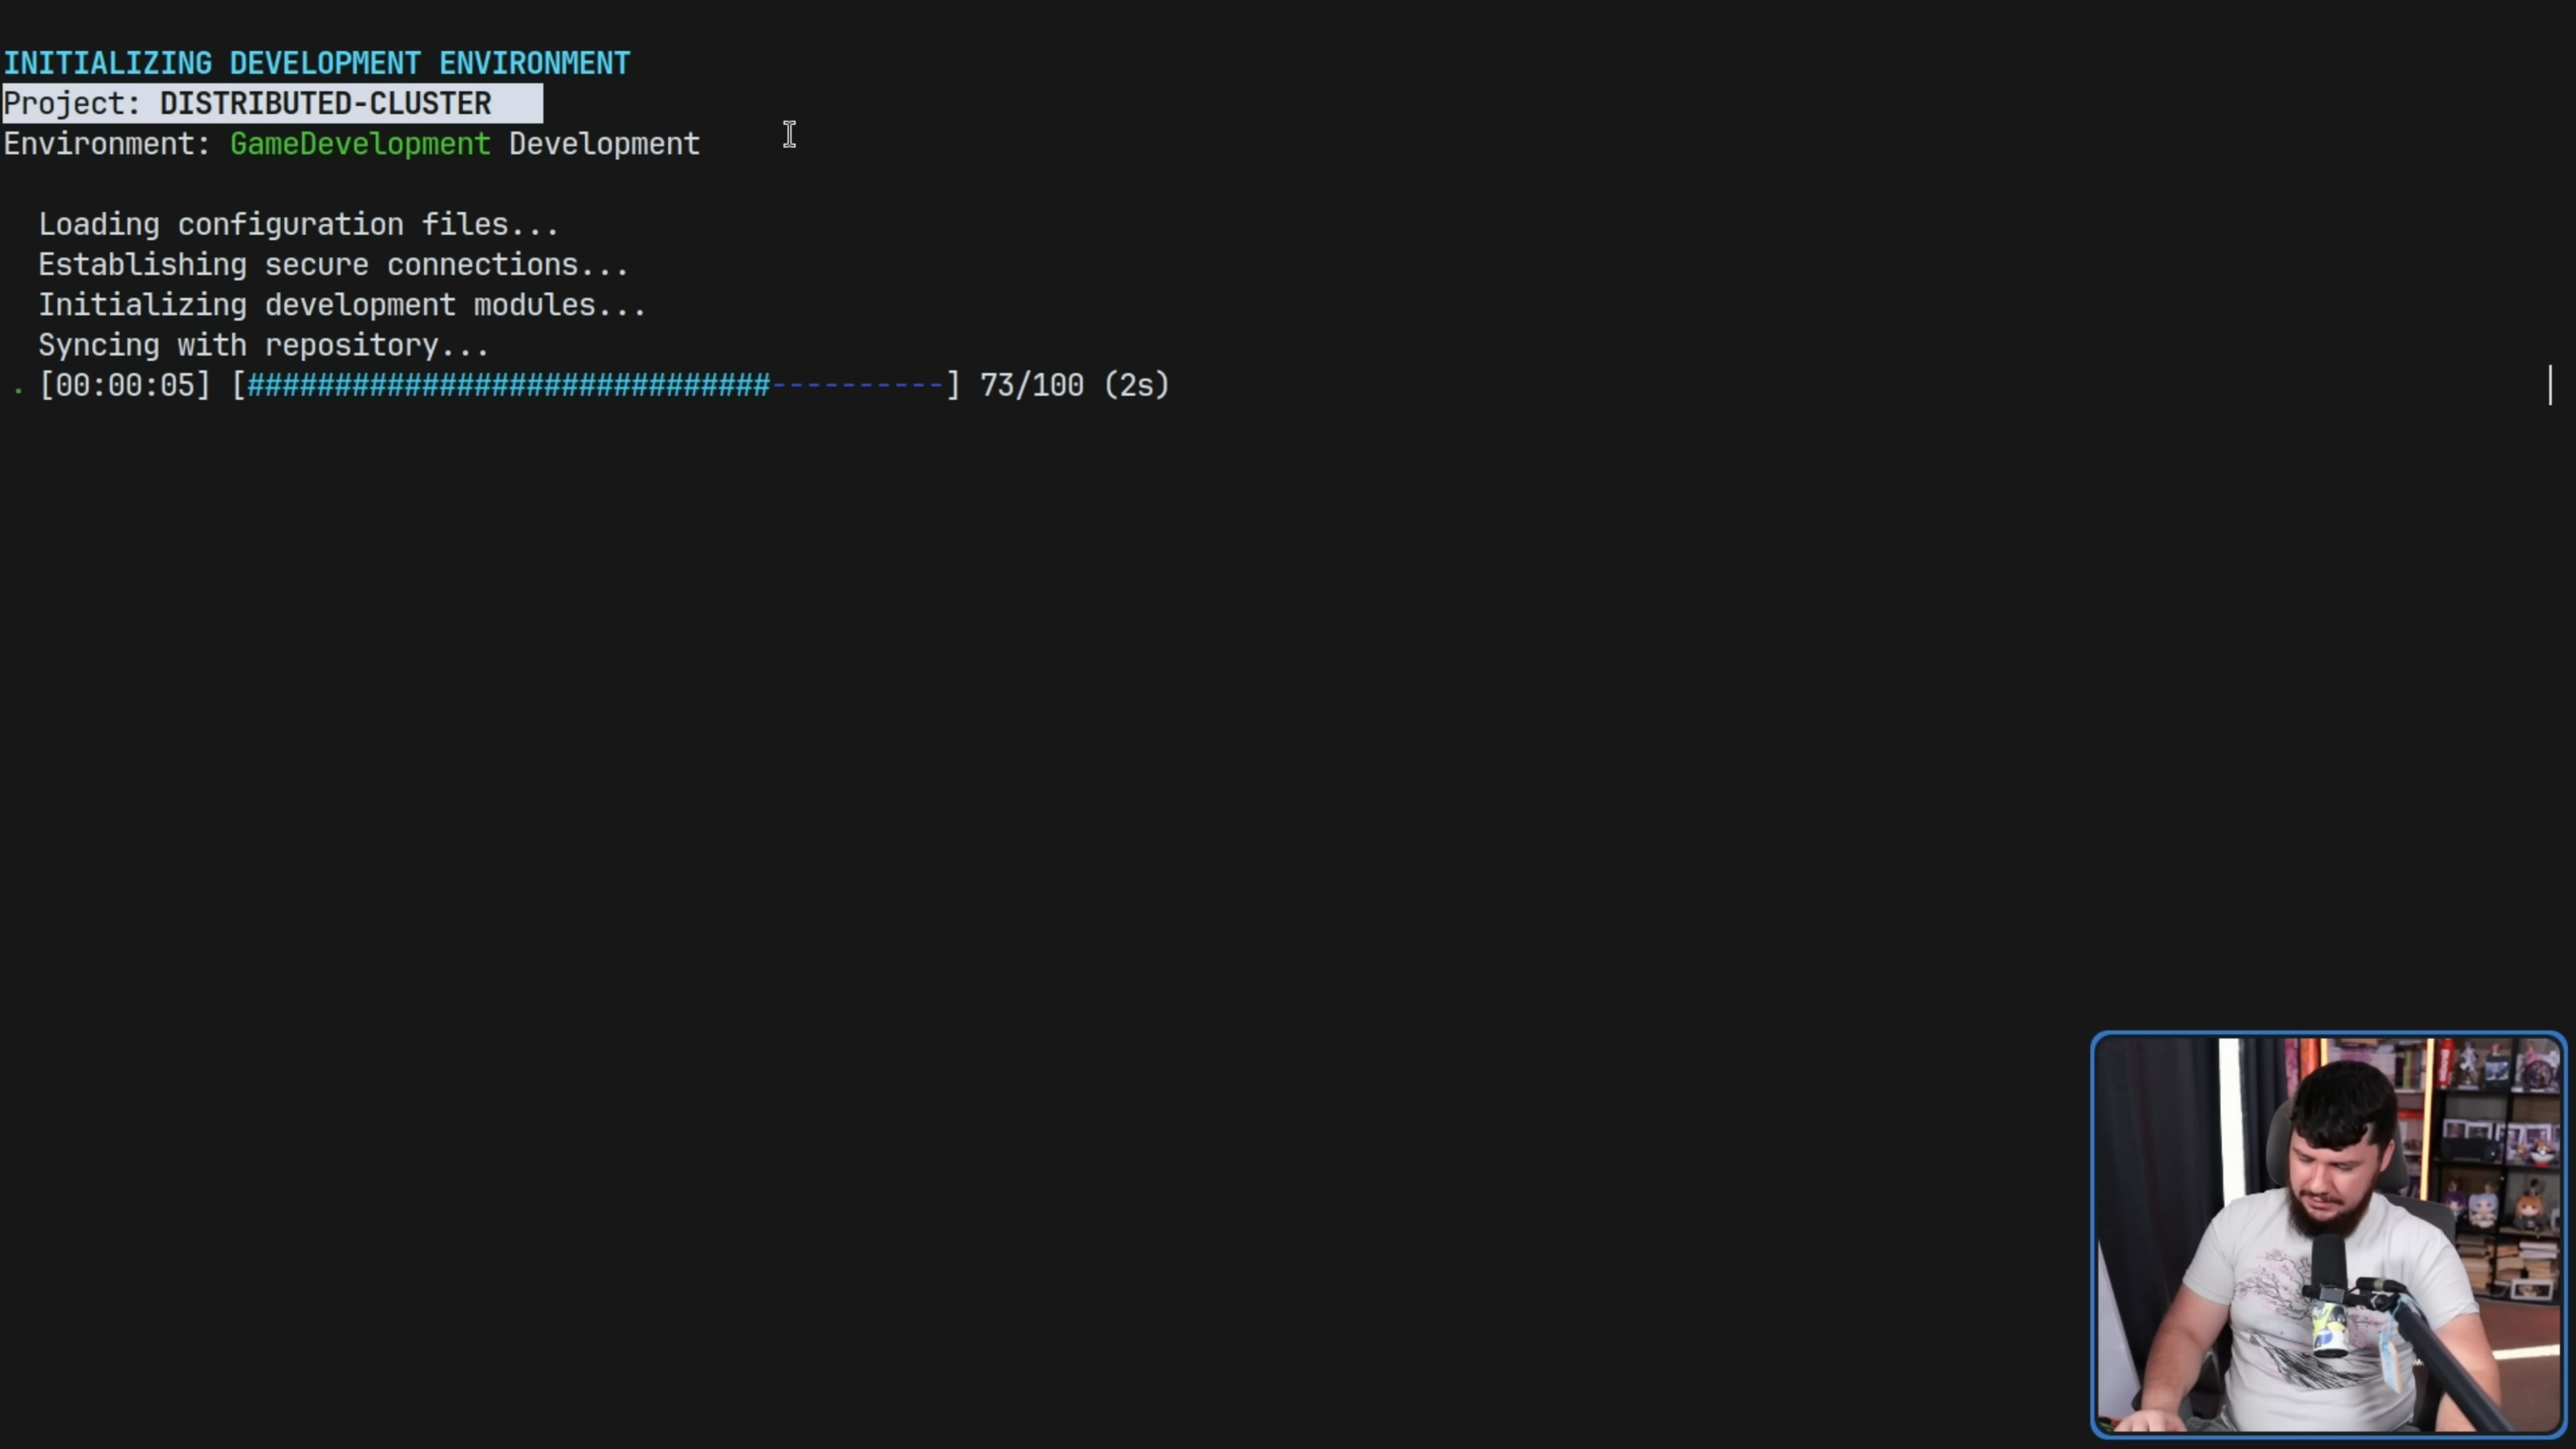 INITIALIZING DEVELOPMENT ENVIRONMENT
Project: DISTRIBUTED-CLUSTER
Environment: GameDevelopment Development
Loading configuration files...
Establishing secure connections...
Initializing development modules...
Syncing with repository...
. [00:00:05] [##############################----------] 73/100 (2s)